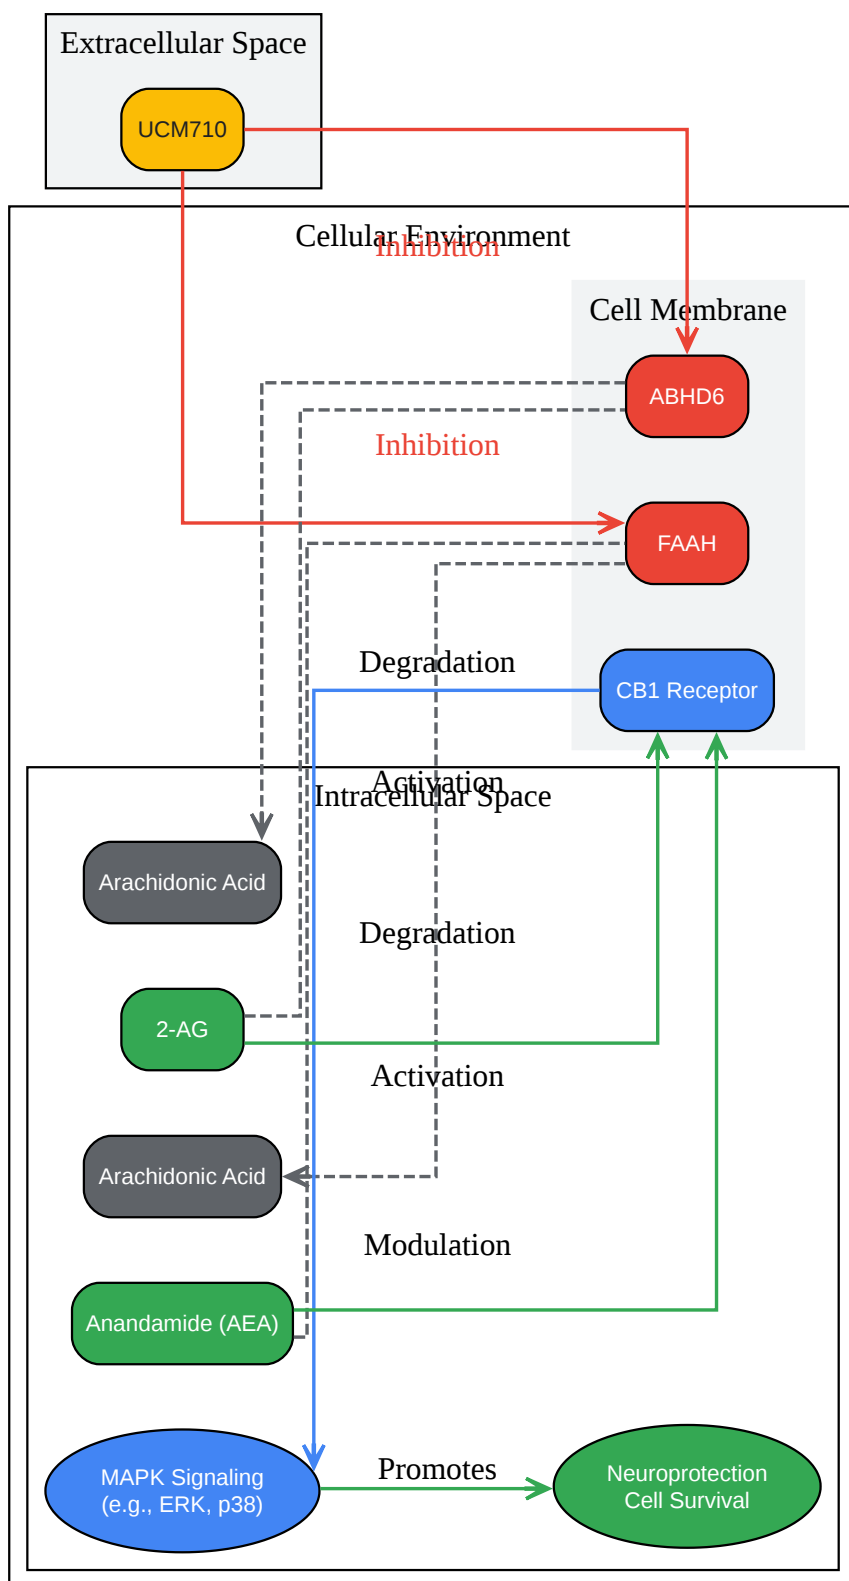 Extracellular Space
UCM710
Cellular Environment
Inhibition
Cell Membrane
ABHD6
Inhibition
FAAH
Degradation
CB1 Receptor
Activation
Intracellular Space
Arachidonic Acid
Degradation
2-AG
Activation
Arachidonic Acid
Modulation
Anandamide (AEA)
Promotes
MAPK Signaling
(e.g., ERK, p38)
Neuroprotection
Cell Survival